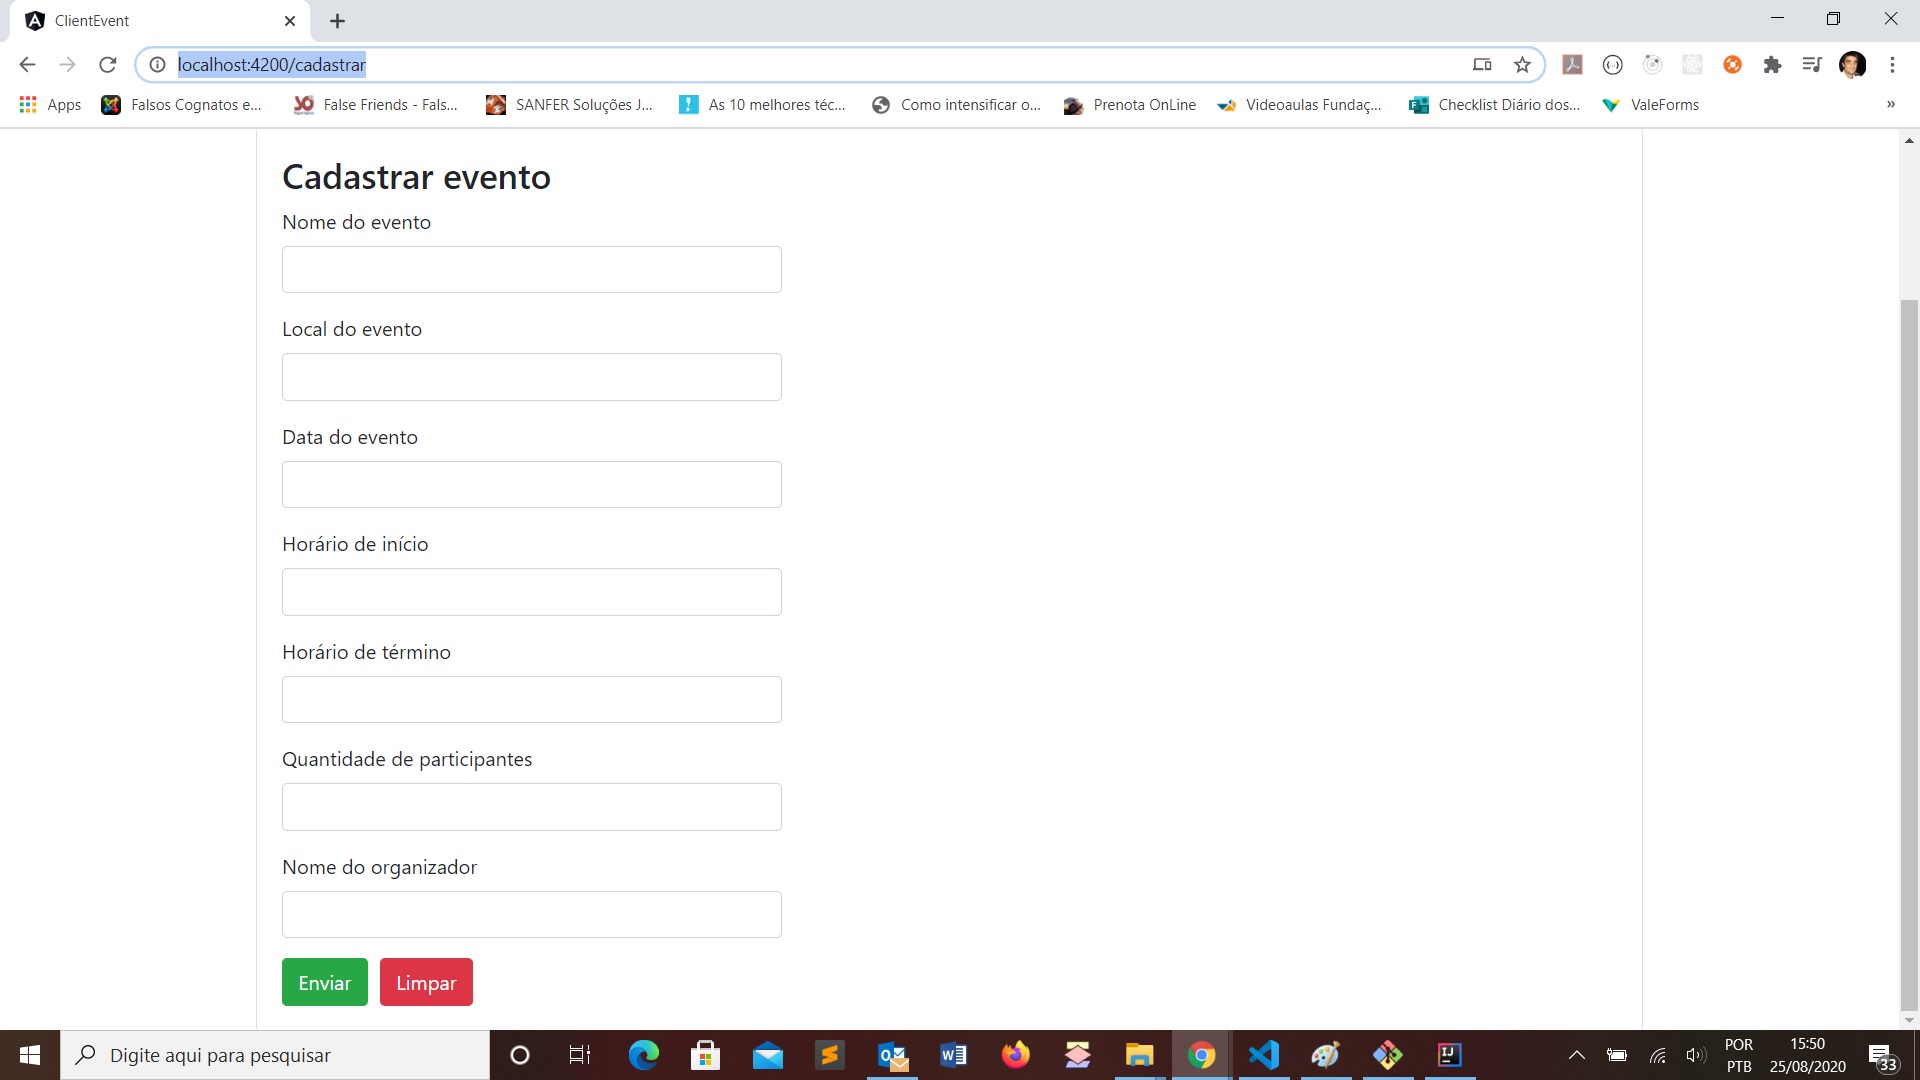 ClientEvent
localhost:4200/cadastrar
Apps Falsos Cognatos e... False Friends - Fals... SANFER Soluções J... As 10 melhores téc... Como intensificar o... Prenota OnLine Videoaulas Fundaç... Checklist Diário dos... ValeForms »
Cadastrar evento
Nome do evento
Local do evento
Data do evento
Horário de início
Horário de término
Quantidade de participantes
Nome do organizador
Enviar Limpar
Digite aqui para pesquisar
POR 15:50
PTB 25/08/2020 33